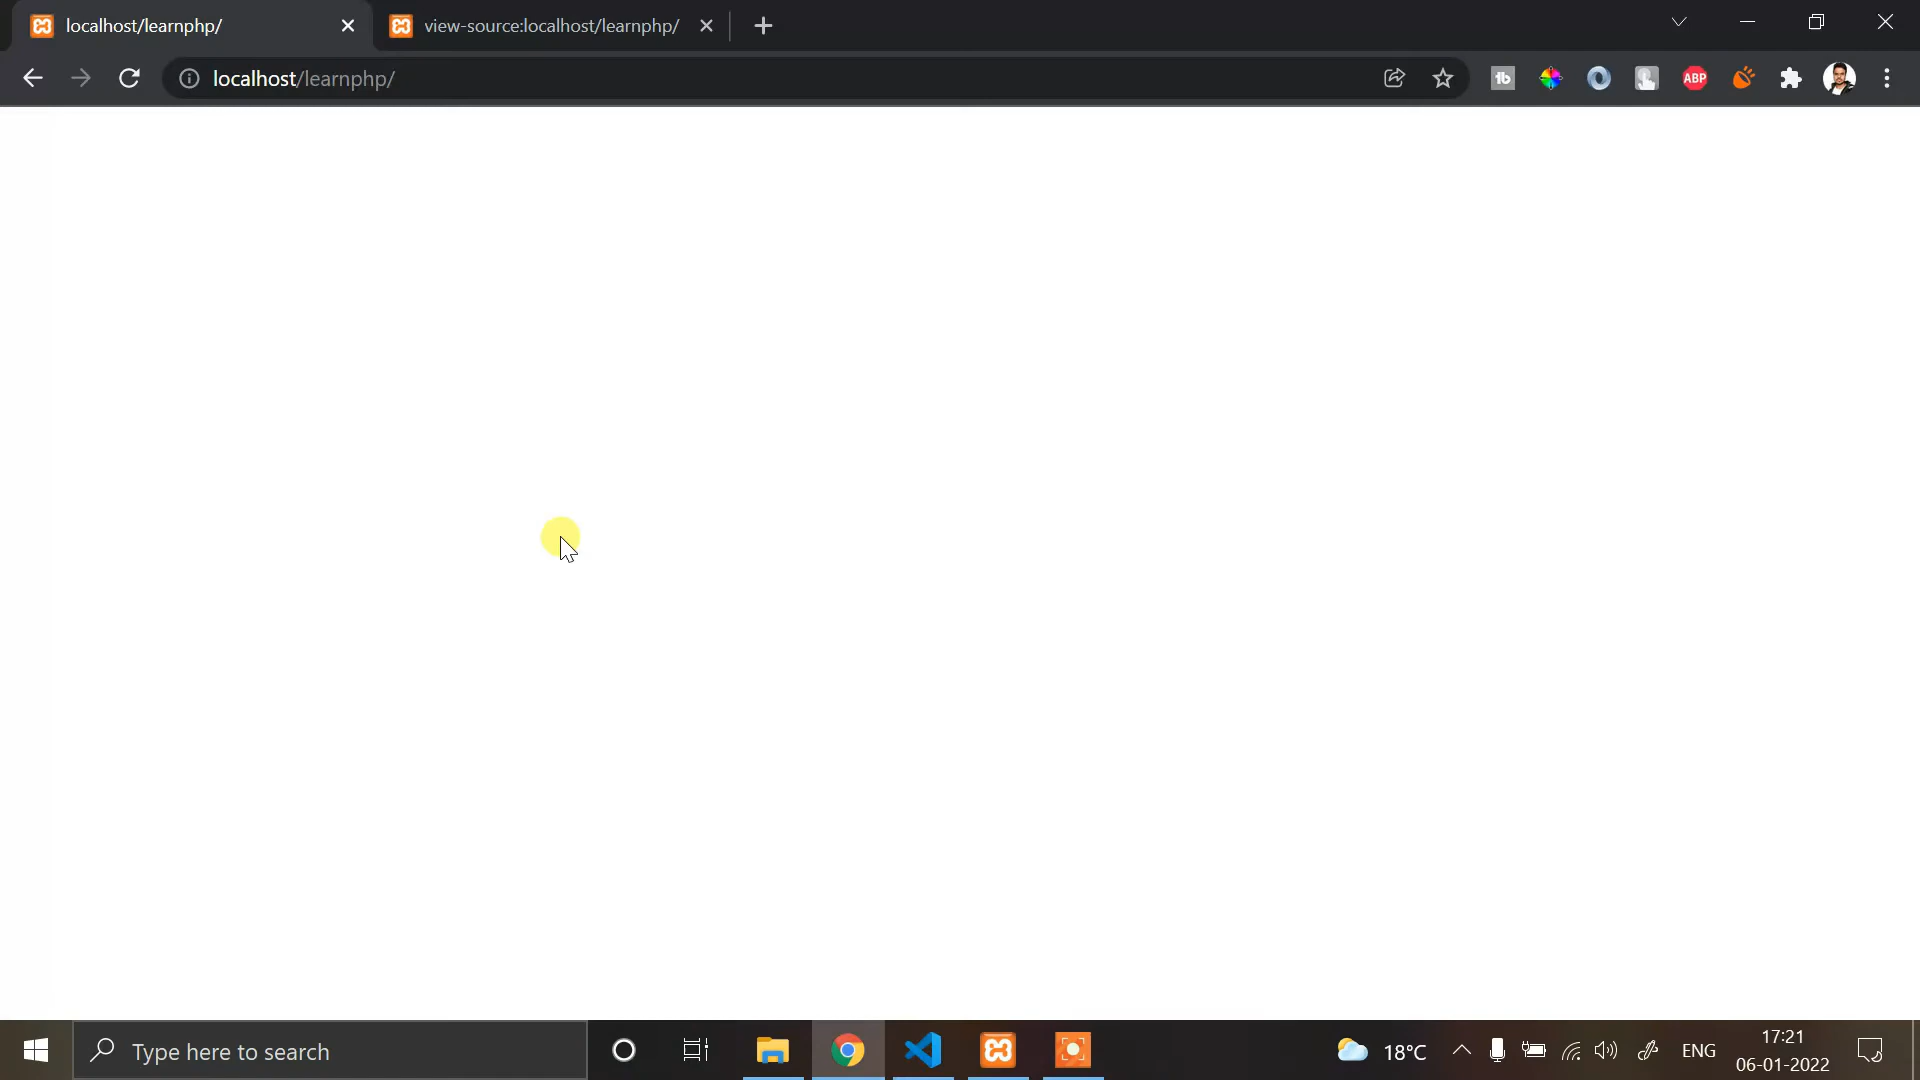 localhost/learnphp/
view-source:localhost/learnphp/
localhost/learnphp/
tb
ABP
Type here to search
18°C
ENG
17:21
06-01-2022